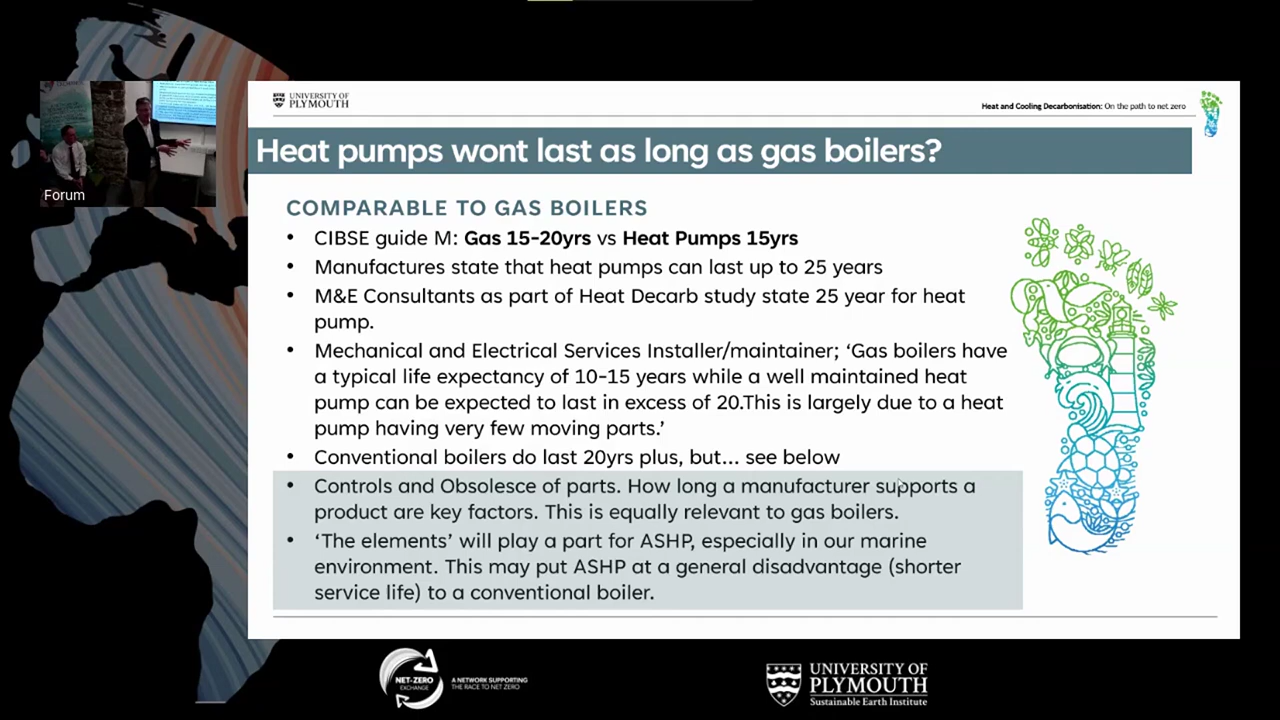 UNIVERSITY OF
PLYMOUTH
Heat and Cooling Decarbonisation: On the path to net zero
Heat pumps wont last as long as gas boilers?
Forum
COMPARABLE TO GAS BOILERS
• CIBSE guide M: Gas 15-20yrs vs Heat Pumps 15yrs
• Manufactures state that heat pumps can last up to 25 years
• M&E Consultants as part of Heat Decarb study state 25 year for heat
pump.
• Mechanical and Electrical Services Installer/maintainer; ‘Gas boilers have
a typical life expectancy of 10-15 years while a well maintained heat
pump can be expected to last in excess of 20.This is largely due to a heat
pump having very few moving parts.’
• Conventional boilers do last 20yrs plus, but... see below
• Controls and Obsolesce of parts. How long a manufacturer supports a
product are key factors. This is equally relevant to gas boilers.
• ‘The elements’ will play a part for ASHP, especially in our marine
environment. This may put ASHP at a general disadvantage (shorter
service life) to a conventional boiler.
NET-ZERO
EXCHANGE
A NETWORK SUPPORTING
THE RACE TO NET ZERO
UNIVERSITY OF
PLYMOUTH
Sustainable Earth Institute